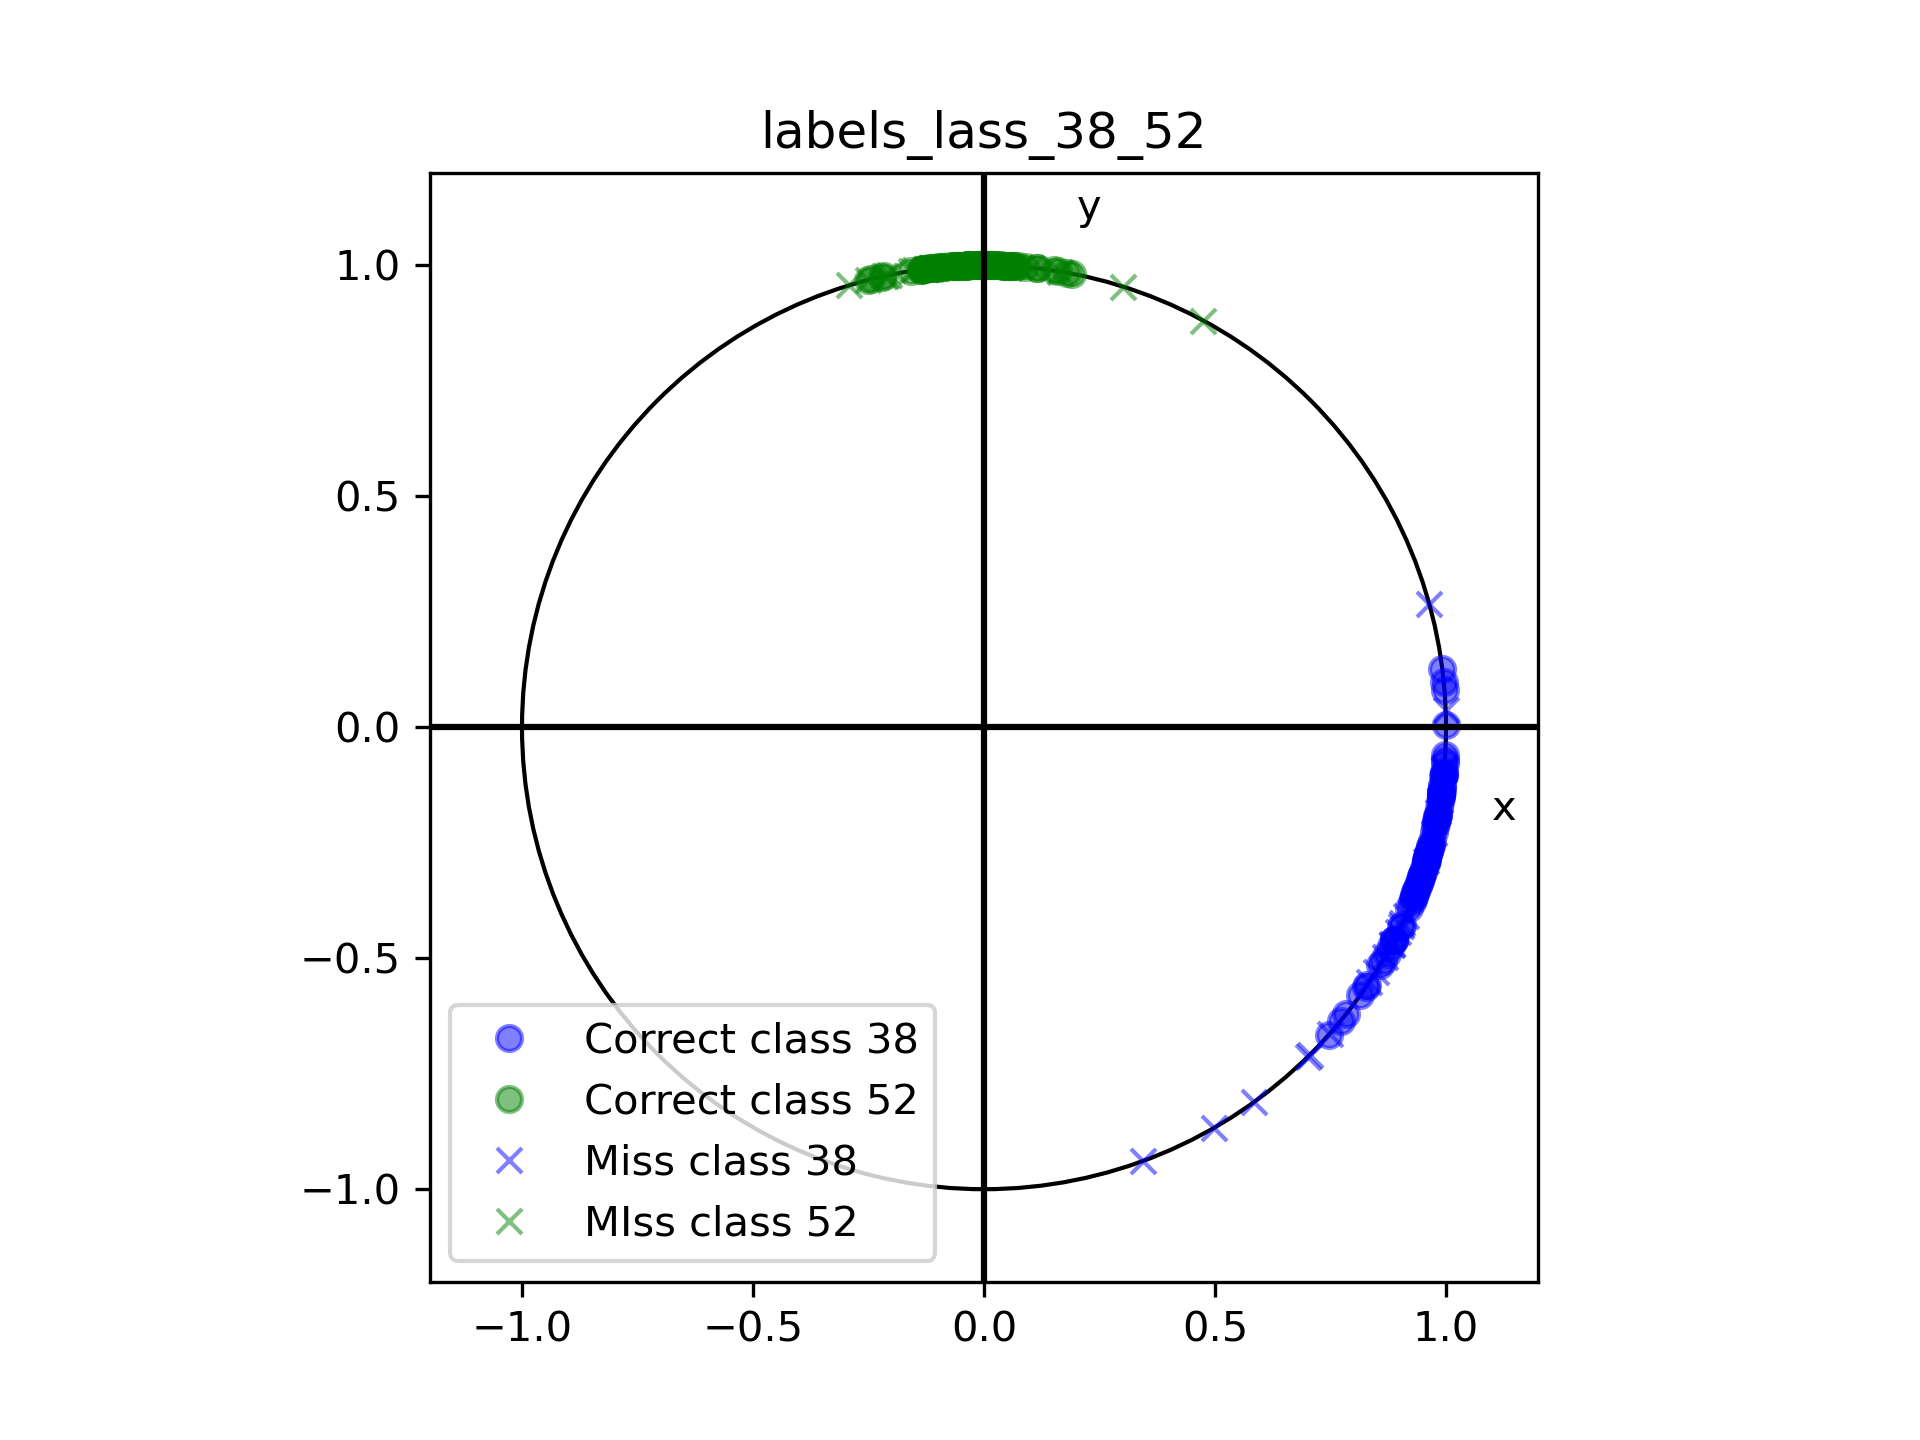 labels_lass_38_52
y
1.0
0.5
0.0
−0.5
−1.0
x
Correct class 38
Correct class 52
Miss class 38
MIss class 52
−1.0 −0.5 0.0 0.5 1.0